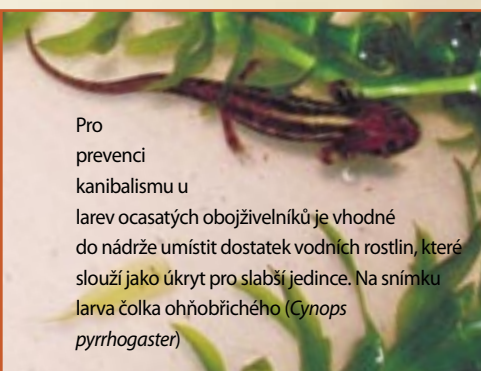 Pro
prevenci
kanibalismu u
larev ocasatých obojživelníků je vhodné
do nádrže umístit dostatek vodních rostlin, které
slouží jako úkryt pro slabší jedince. Na snímku
larva čolka ohňobřichého (Cynops
pyrrhogaster)